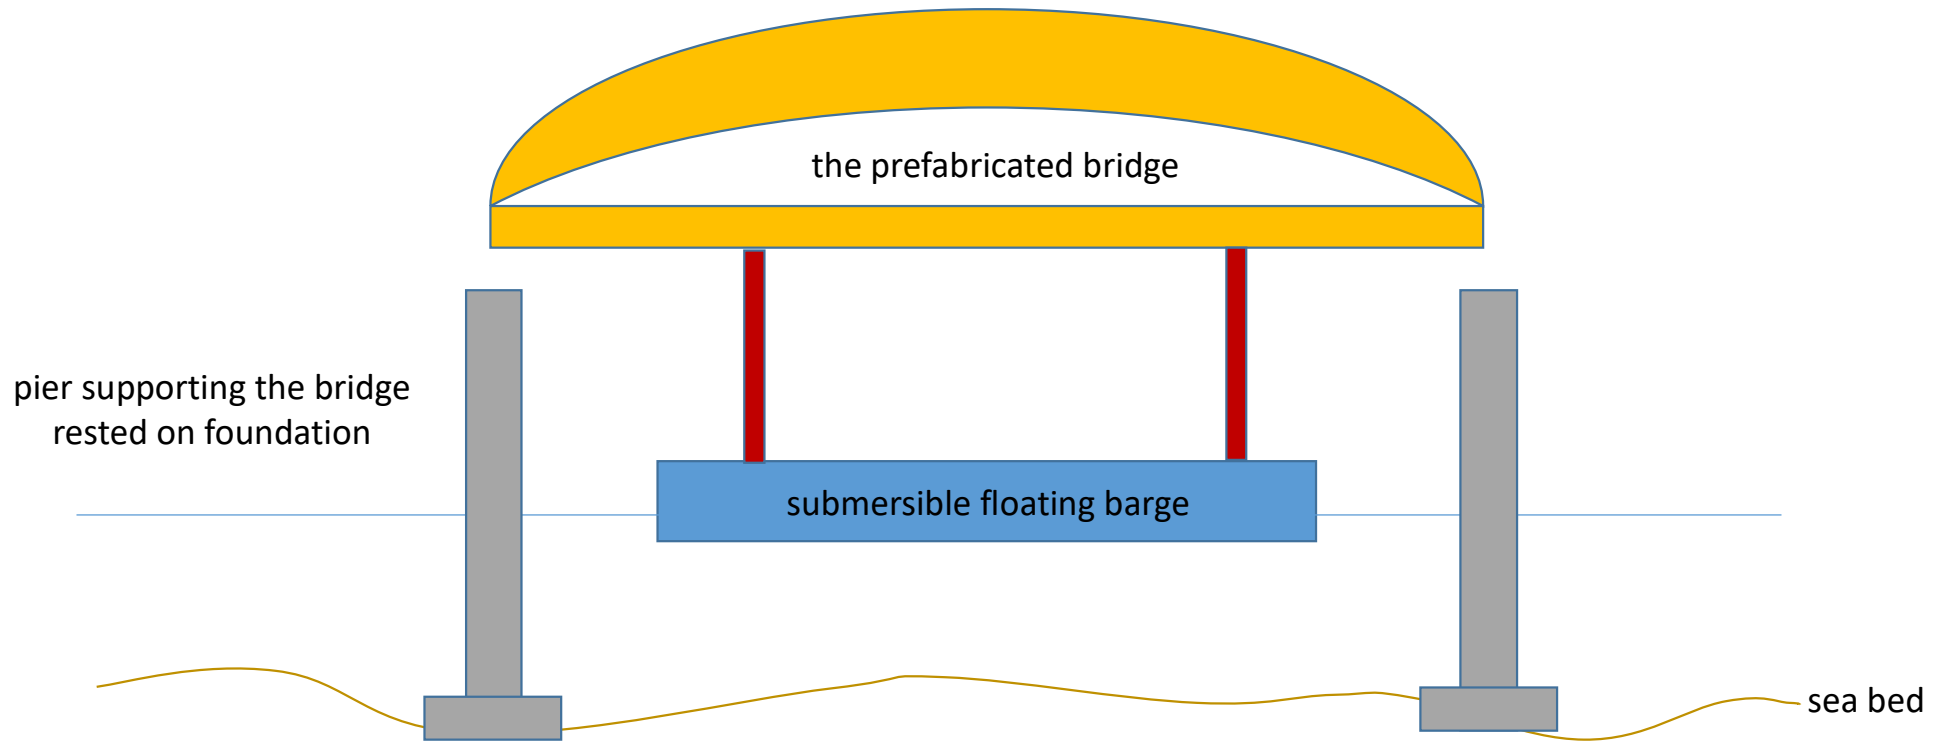 the prefabricated bridge
pier supporting the bridge
rested on foundation
submersible floating barge
sea bed